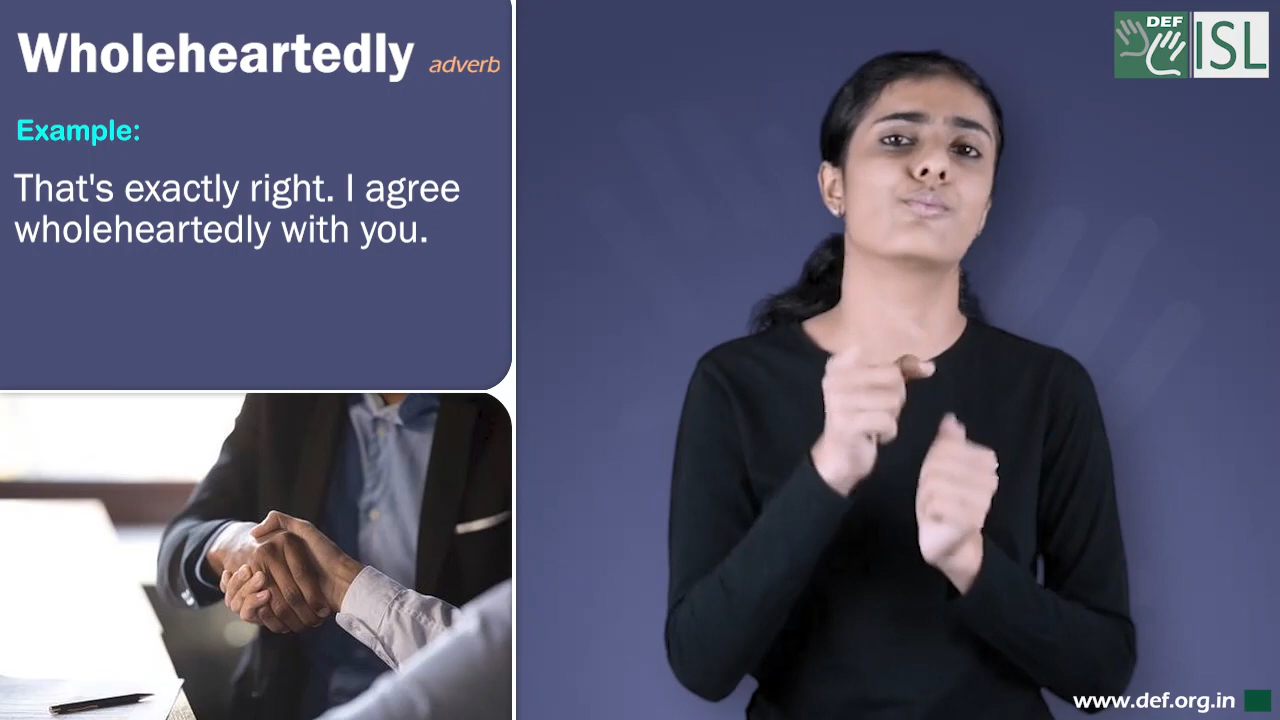 Wholeheartedly adverb
Example:
That's exactly right. I agree
wholeheartedly with you.
DEF
ISL
www.def.org.in